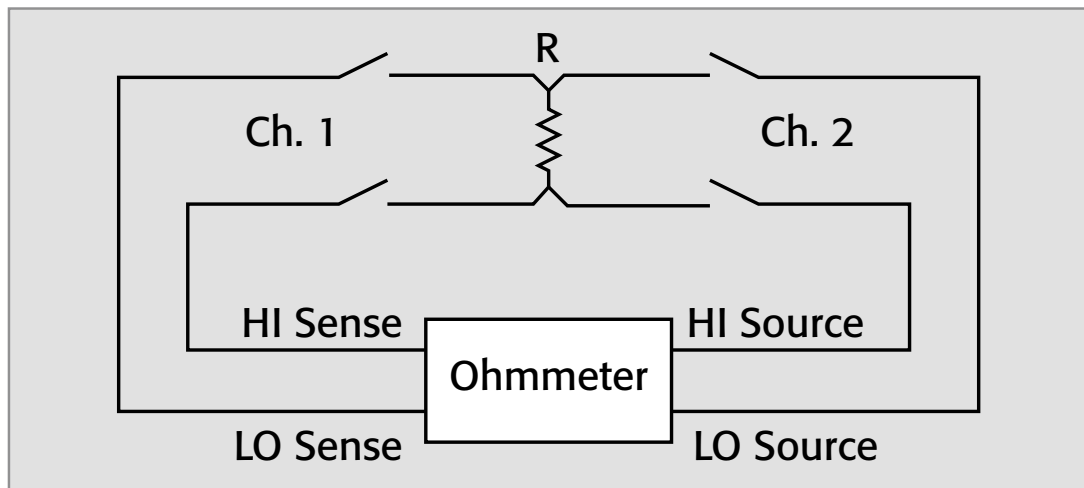 R
Ch. 1
Ch. 2
HI Sense
HI Source
Ohmmeter
LO Sense
LO Source